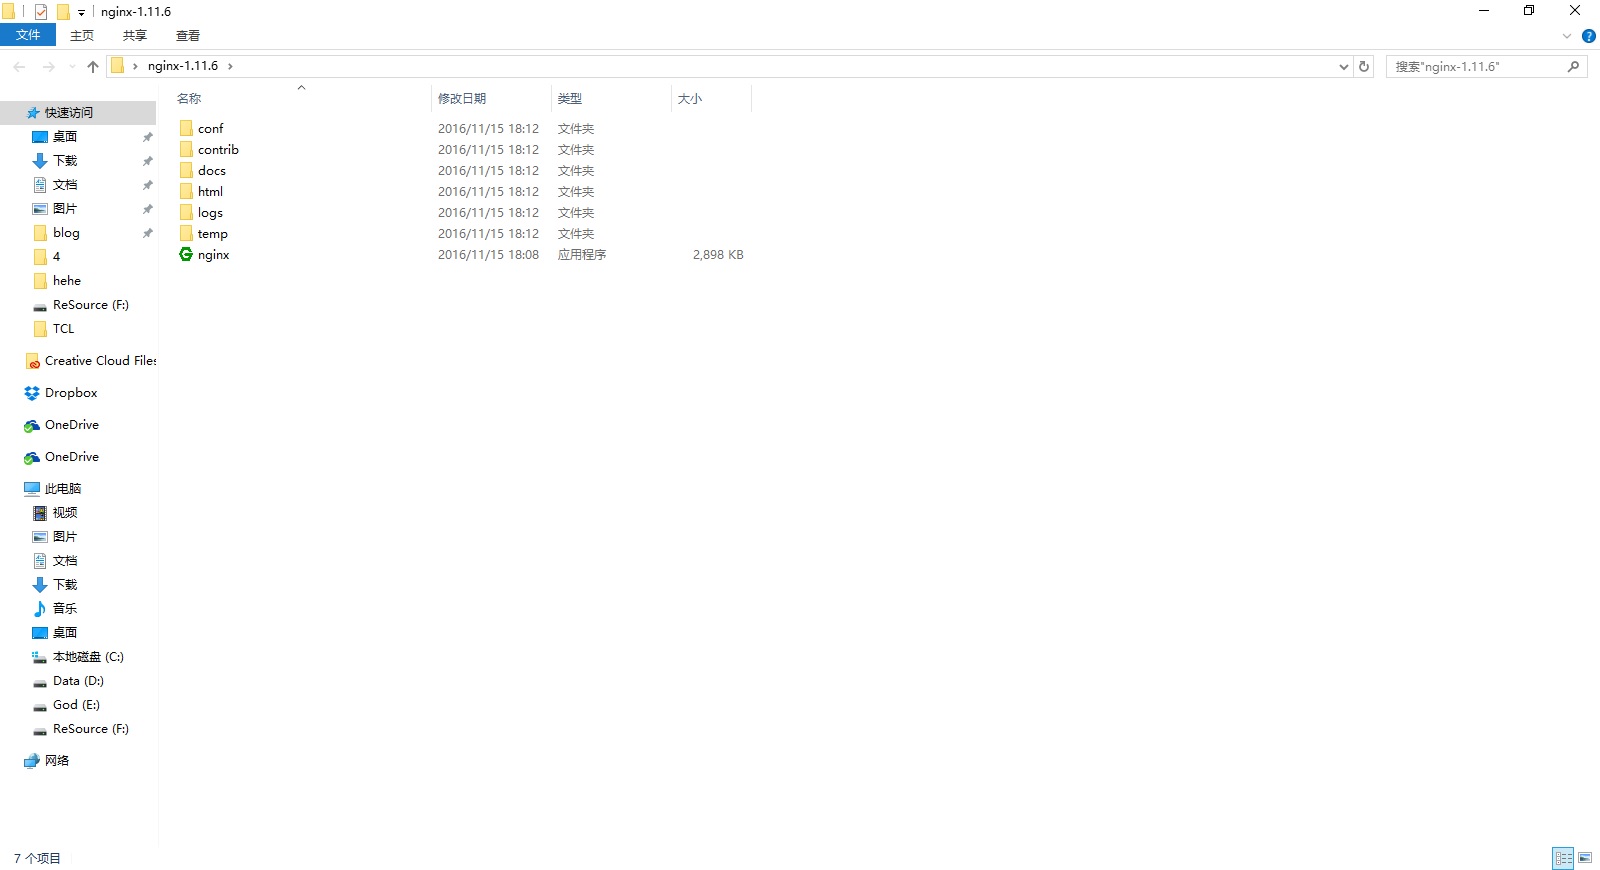 nginx-1.11.6
文件 主页 共享 查看
nginx-1.11.6
搜索"nginx-1.11.6"
名称 修改日期 类型 大小
conf 2016/11/15 18:12 文件夹
contrib 2016/11/15 18:12 文件夹
docs 2016/11/15 18:12 文件夹
html 2016/11/15 18:12 文件夹
logs 2016/11/15 18:12 文件夹
temp 2016/11/15 18:12 文件夹
nginx 2016/11/15 18:08 应用程序 2,898 KB
快速访问
桌面
下载
文档
图片
blog
4
hehe
ReSource (F:)
TCL
Creative Cloud Files
Dropbox
OneDrive
OneDrive
此电脑
视频
图片
文档
下载
音乐
桌面
本地磁盘 (C:)
Data (D:)
God (E:)
ReSource (F:)
网络
7 个项目